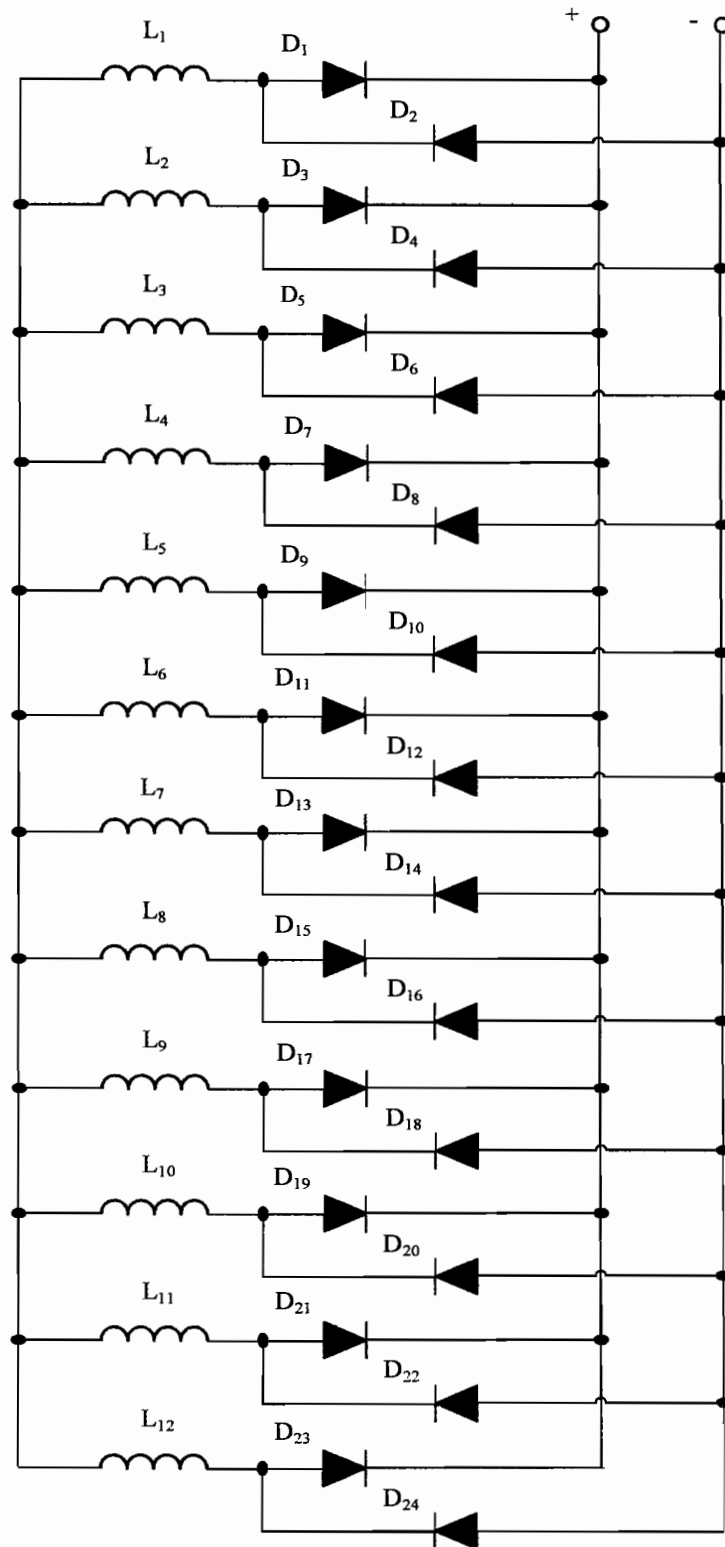 + -
L₁ D₁
D₂
L₂ D₃
D₄
L₃ D₅
D₆
L₄ D₇
D₈
L₅ D₉
D₁₀
L₆ D₁₁
D₁₂
L₇ D₁₃
D₁₄
L₈ D₁₅
D₁₆
L₉ D₁₇
D₁₈
L₁₀ D₁₉
D₂₀
L₁₁ D₂₁
D₂₂
L₁₂ D₂₃
D₂₄